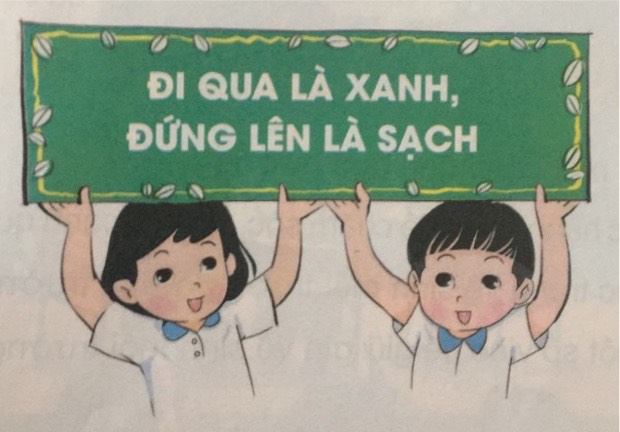 ĐI QUA LÀ XANH,
ĐỨNG LÊN LÀ SẠCH